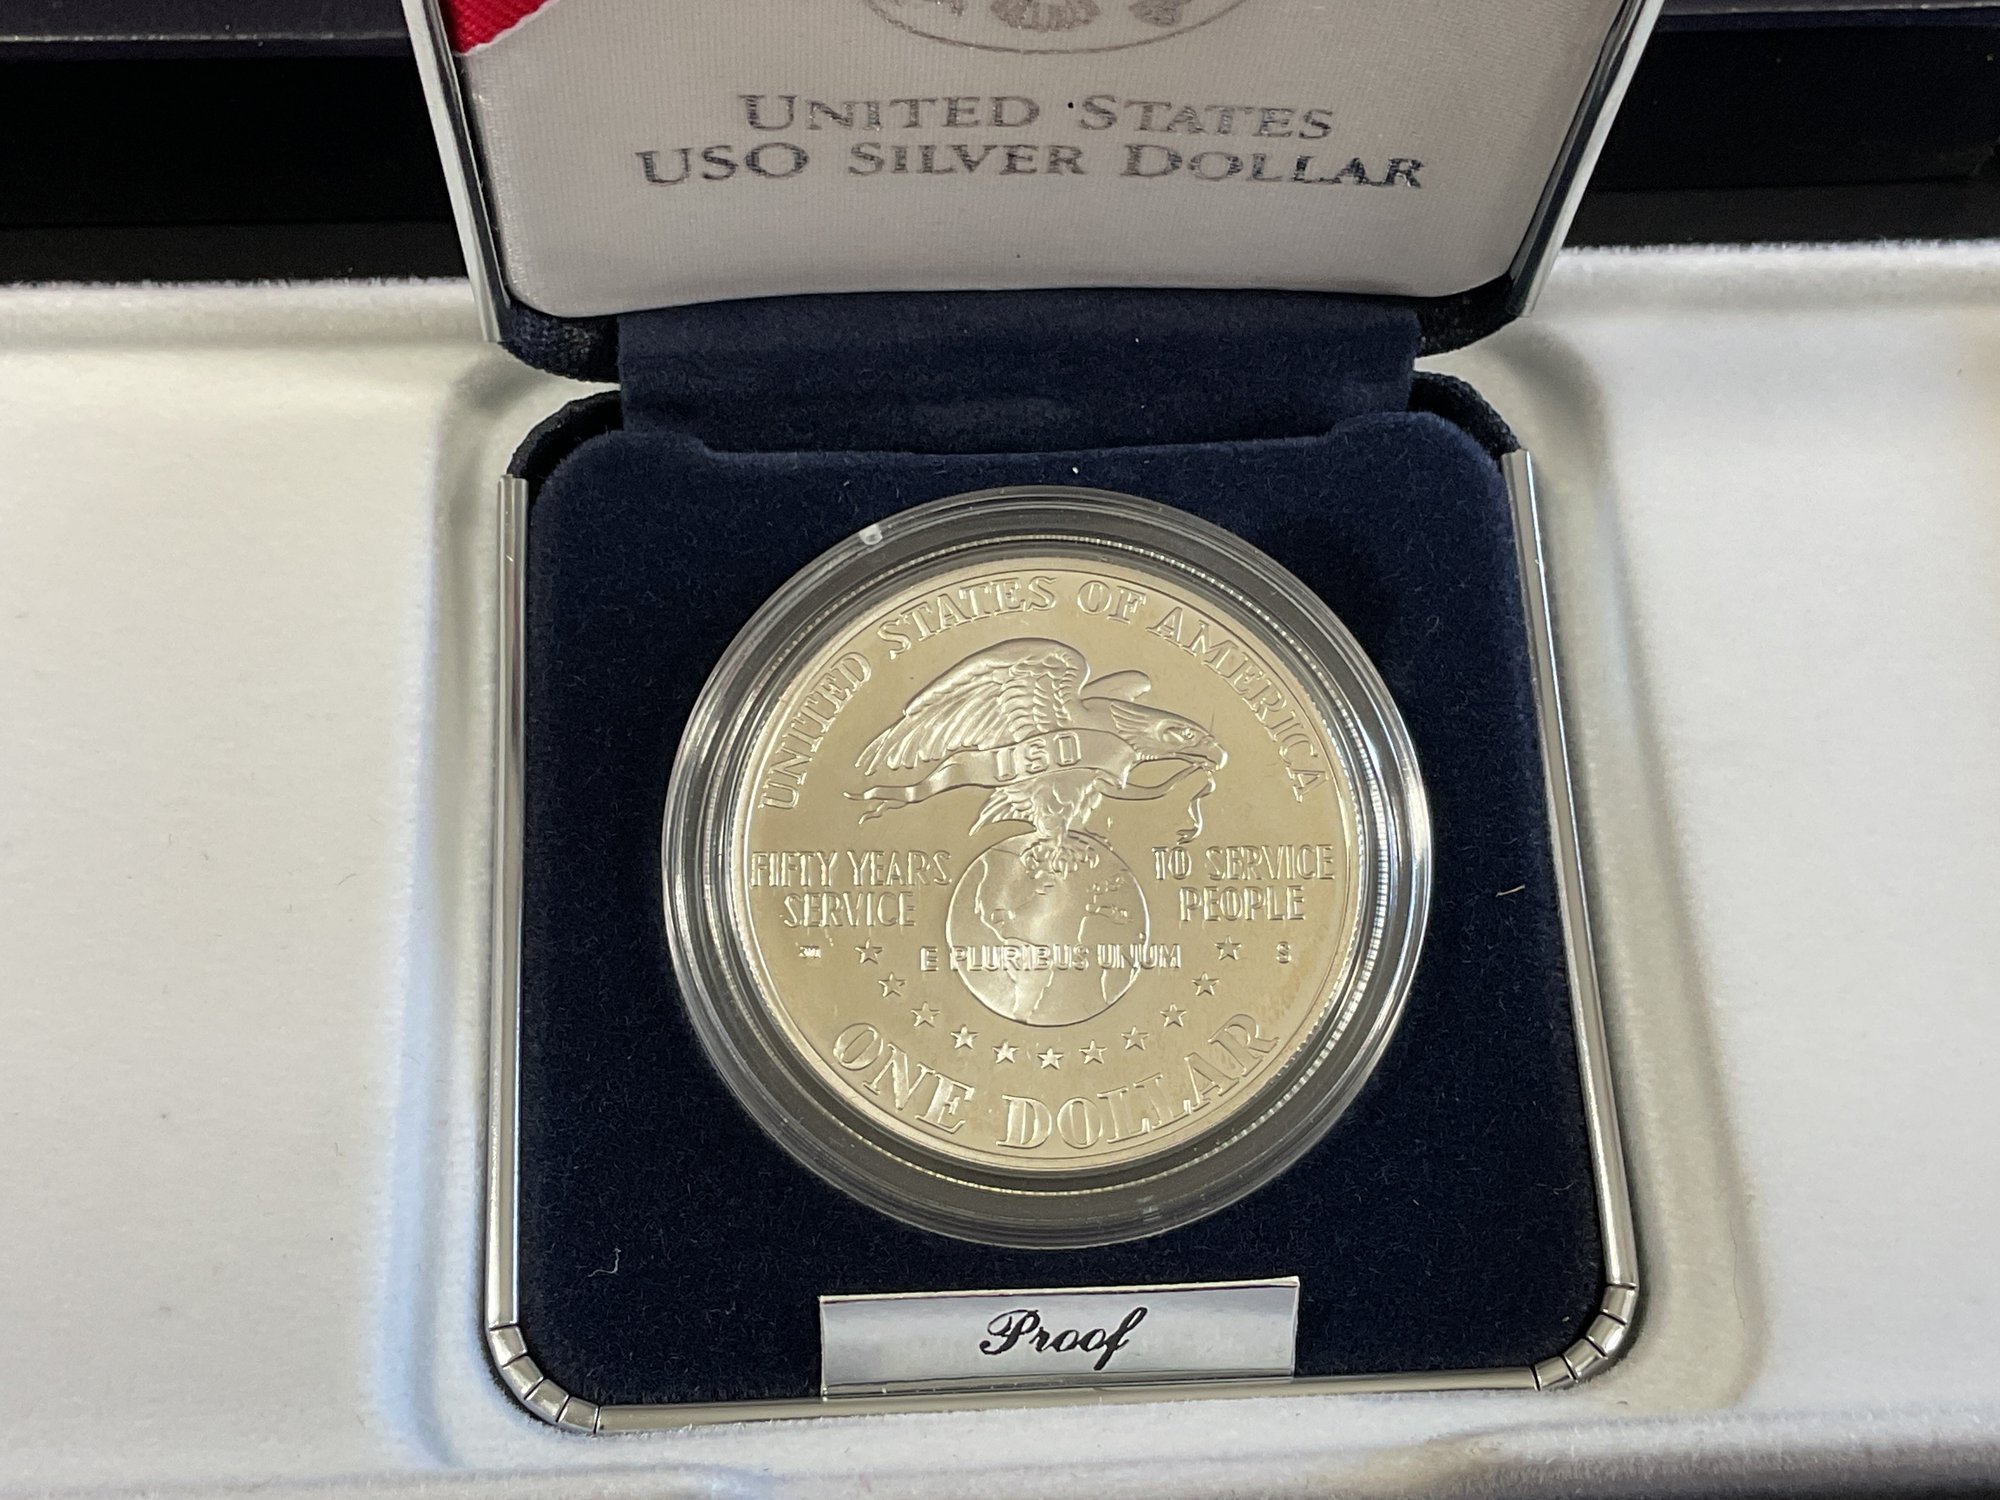 UNITED STATES
USO SILVER DOLLAR
UNITED STATES OF AMERICA
USO
FIFTY YEARS
SERVICE
TO SERVICE
PEOPLE
E PLURIBUS UNUM
S
ONE DOLLAR
Proof